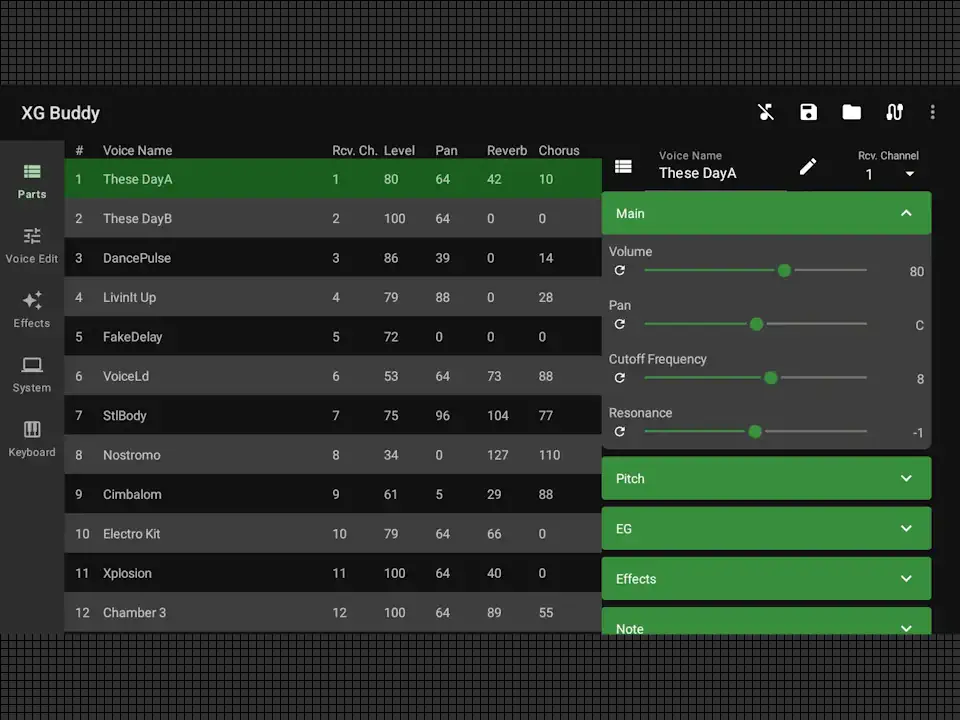 XG Buddy
Parts
Voice Edit
Effects
System
Keyboard
# Voice Name Rcv. Ch. Level Pan Reverb Chorus
1 These DayA 1 80 64 42 10
2 These DayB 2 100 64 0 0
3 DancePulse 3 86 39 0 14
4 LivinIt Up 4 79 88 0 28
5 FakeDelay 5 72 0 0 0
6 VoiceLd 6 53 64 73 88
7 StlBody 7 75 96 104 77
8 Nostromo 8 34 0 127 110
9 Cimbalom 9 61 5 29 88
10 Electro Kit 10 79 64 66 0
11 Xplosion 11 100 64 40 0
12 Chamber 3 12 100 64 89 55
Voice Name
These DayA
Rcv. Channel
1
Main
Volume
80
Pan
C
Cutoff Frequency
8
Resonance
-1
Pitch
EG
Effects
Note